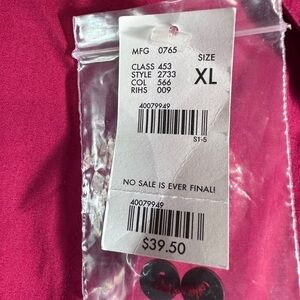 MFG 0765
SIZE
CLASS 453
STYLE 2733
XL
COL 566
RIHS 009
40079949
S1-5
NO SALE IS EVER FINAL!
40079949
$39.50